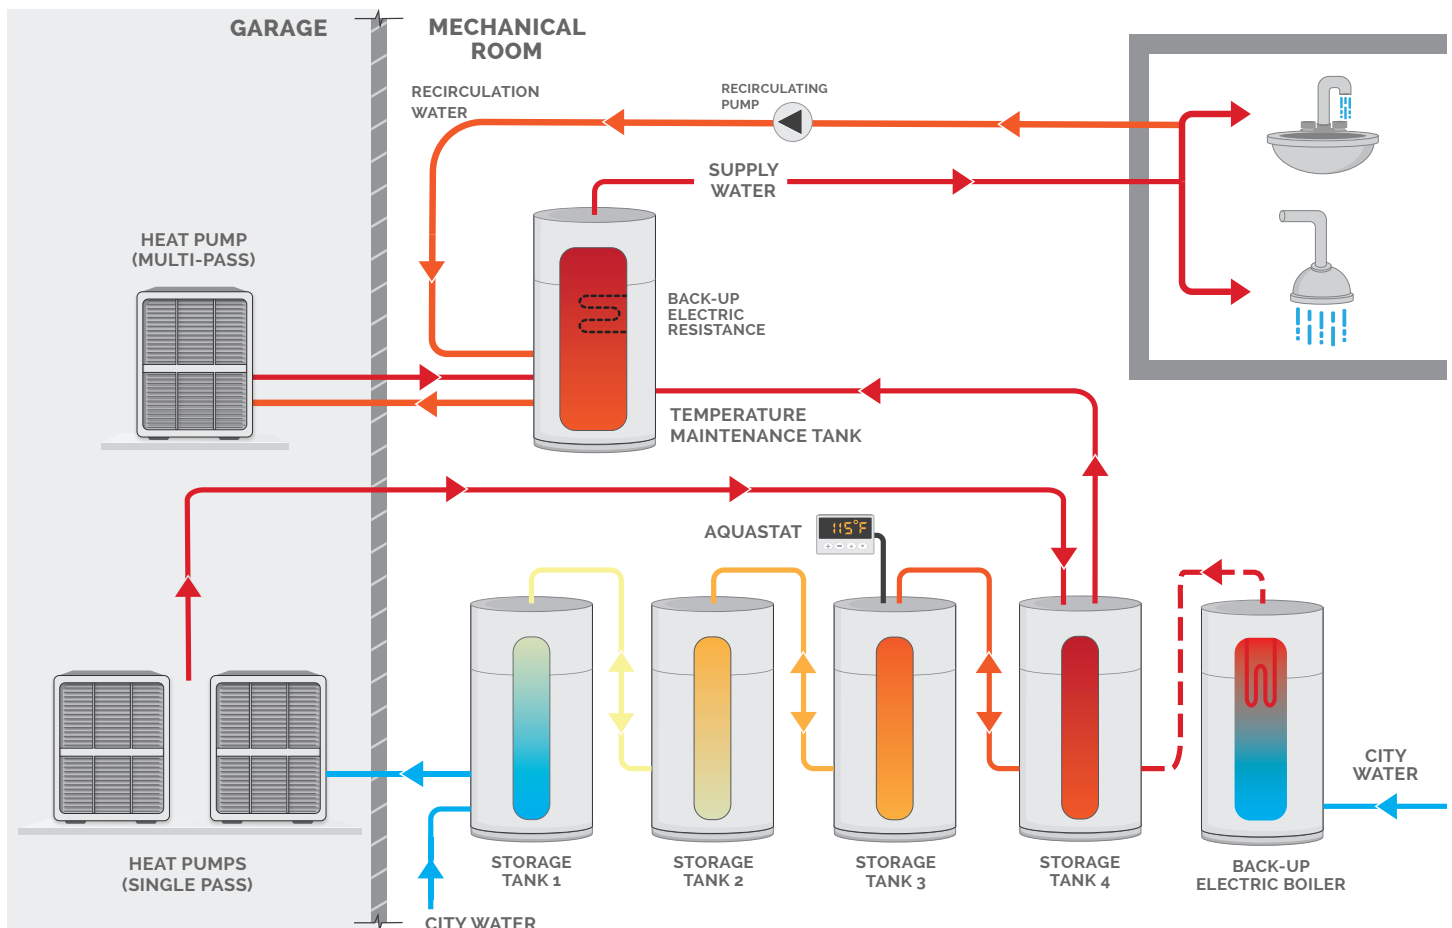 GARAGE
MECHANICAL
ROOM
RECIRCULATION
WATER
RECIRCULATING
PUMP
SUPPLY
WATER
HEAT PUMP
(MULTI-PASS)
BACK-UP
ELECTRIC
RESISTANCE
TEMPERATURE
MAINTENANCE TANK
AQUASTAT
115°F
CITY
WATER
HEAT PUMPS
(SINGLE PASS)
STORAGE
TANK 1
STORAGE
TANK 2
STORAGE
TANK 3
STORAGE
TANK 4
BACK-UP
ELECTRIC BOILER
CITY WATER